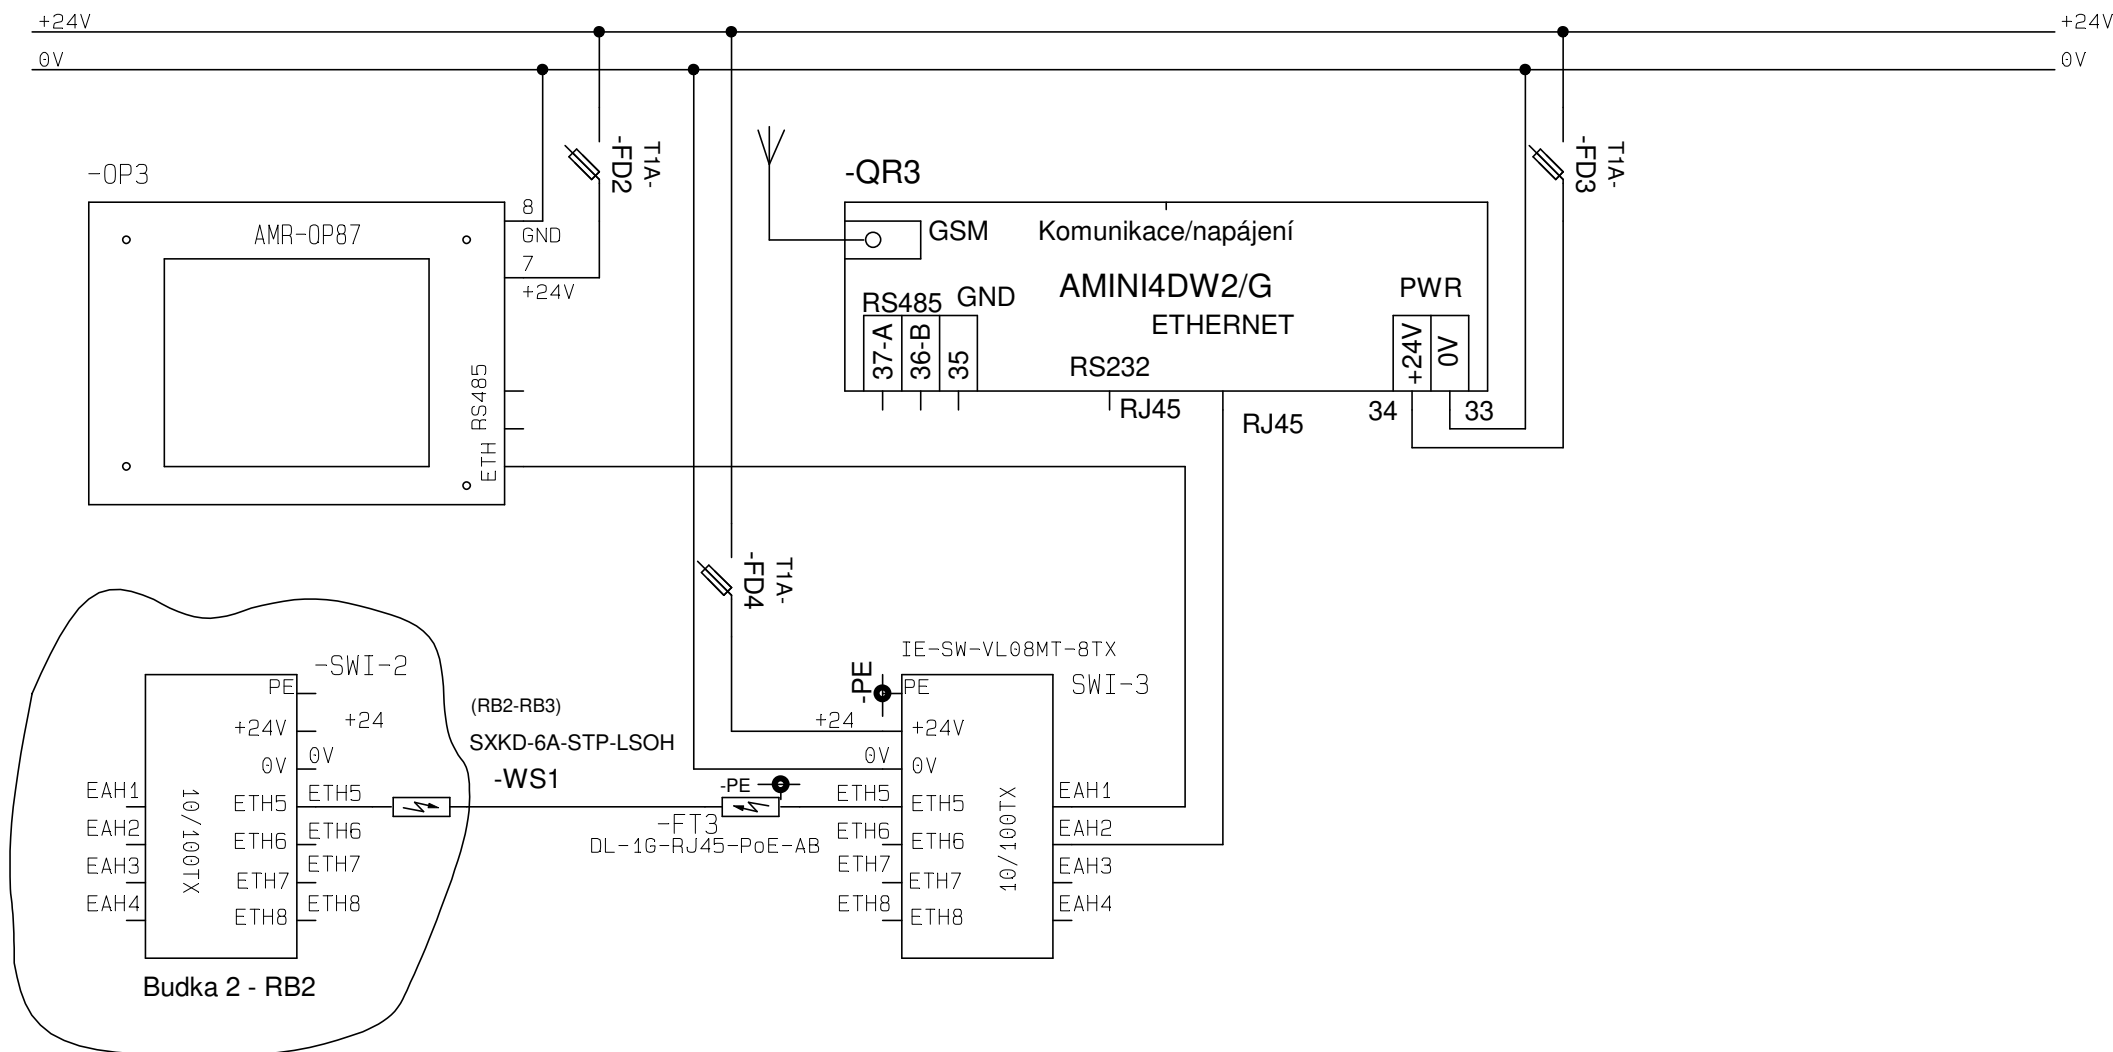 +24V
+24V
0V
0V
-OP3
AMR-OP87
8
GND
7
+24V
RS485
ETH
-FD2
T1A-
-QR3
GSM
Komunikace/napájení
AMINI4DW2/G
ETHERNET
PWR
RS485
GND
37-A
36-B
35
RS232
RJ45
RJ45
+24V
0V
34
33
-FD3
T1A-
-FD4
T1A-
-SWI-2
PE
+24V
+24
0V
0V
EAH1
EAH2
EAH3
EAH4
10/100TX
ETH5
ETH5
ETH6
ETH6
ETH7
ETH7
ETH8
ETH8
Budka 2 - RB2
(RB2-RB3)
SXKD-6A-STP-LSOH
-WS1
-PE
-FT3
DL-1G-RJ45-PoE-AB
IE-SW-VL08MT-8TX
SWI-3
-PE
PE
+24
+24V
0V
0V
ETH5
ETH5
ETH6
ETH6
ETH7
ETH7
ETH8
ETH8
10/100TX
EAH1
EAH2
EAH3
EAH4